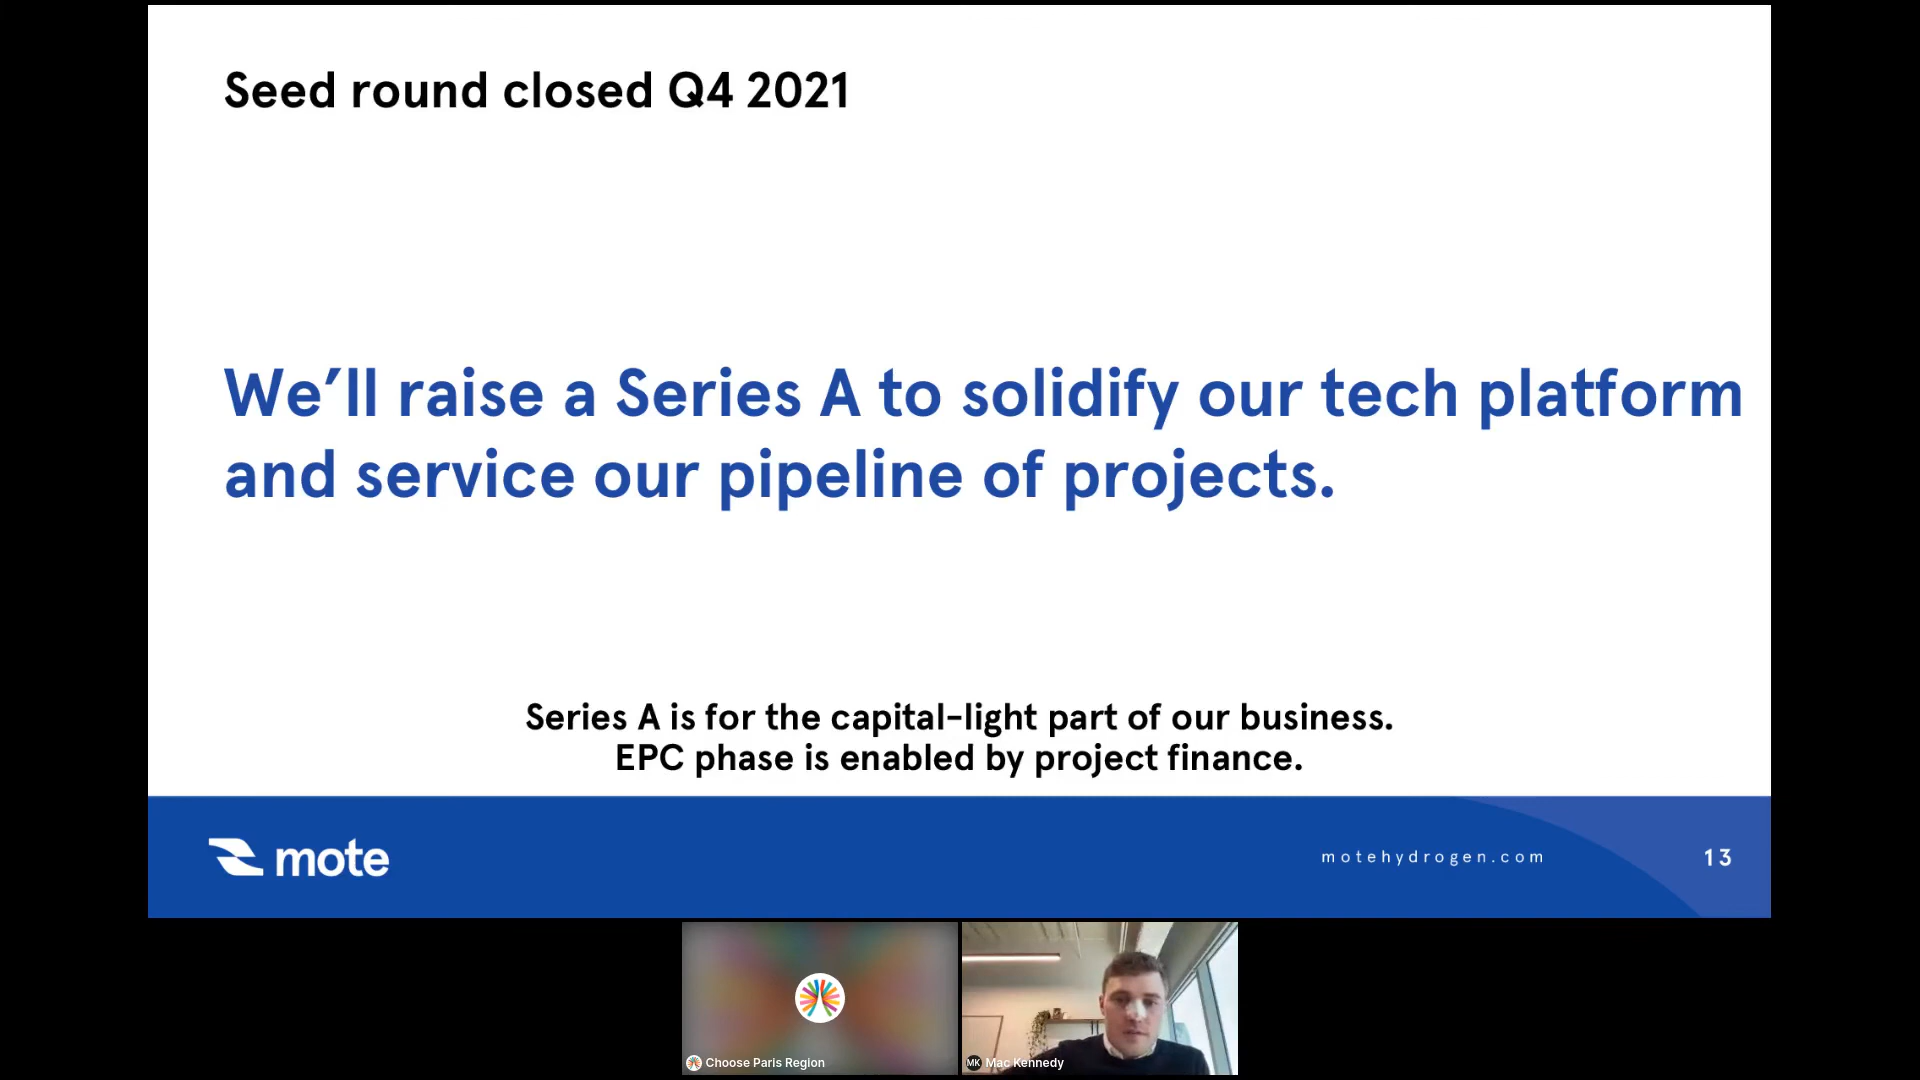 Seed round closed Q4 2021
We’ll raise a Series A to solidify our tech platform
and service our pipeline of projects.
Series A is for the capital-light part of our business.
EPC phase is enabled by project finance.
mote
motehydrogen.com
13
Choose Paris Region
MK Mac Kennedy